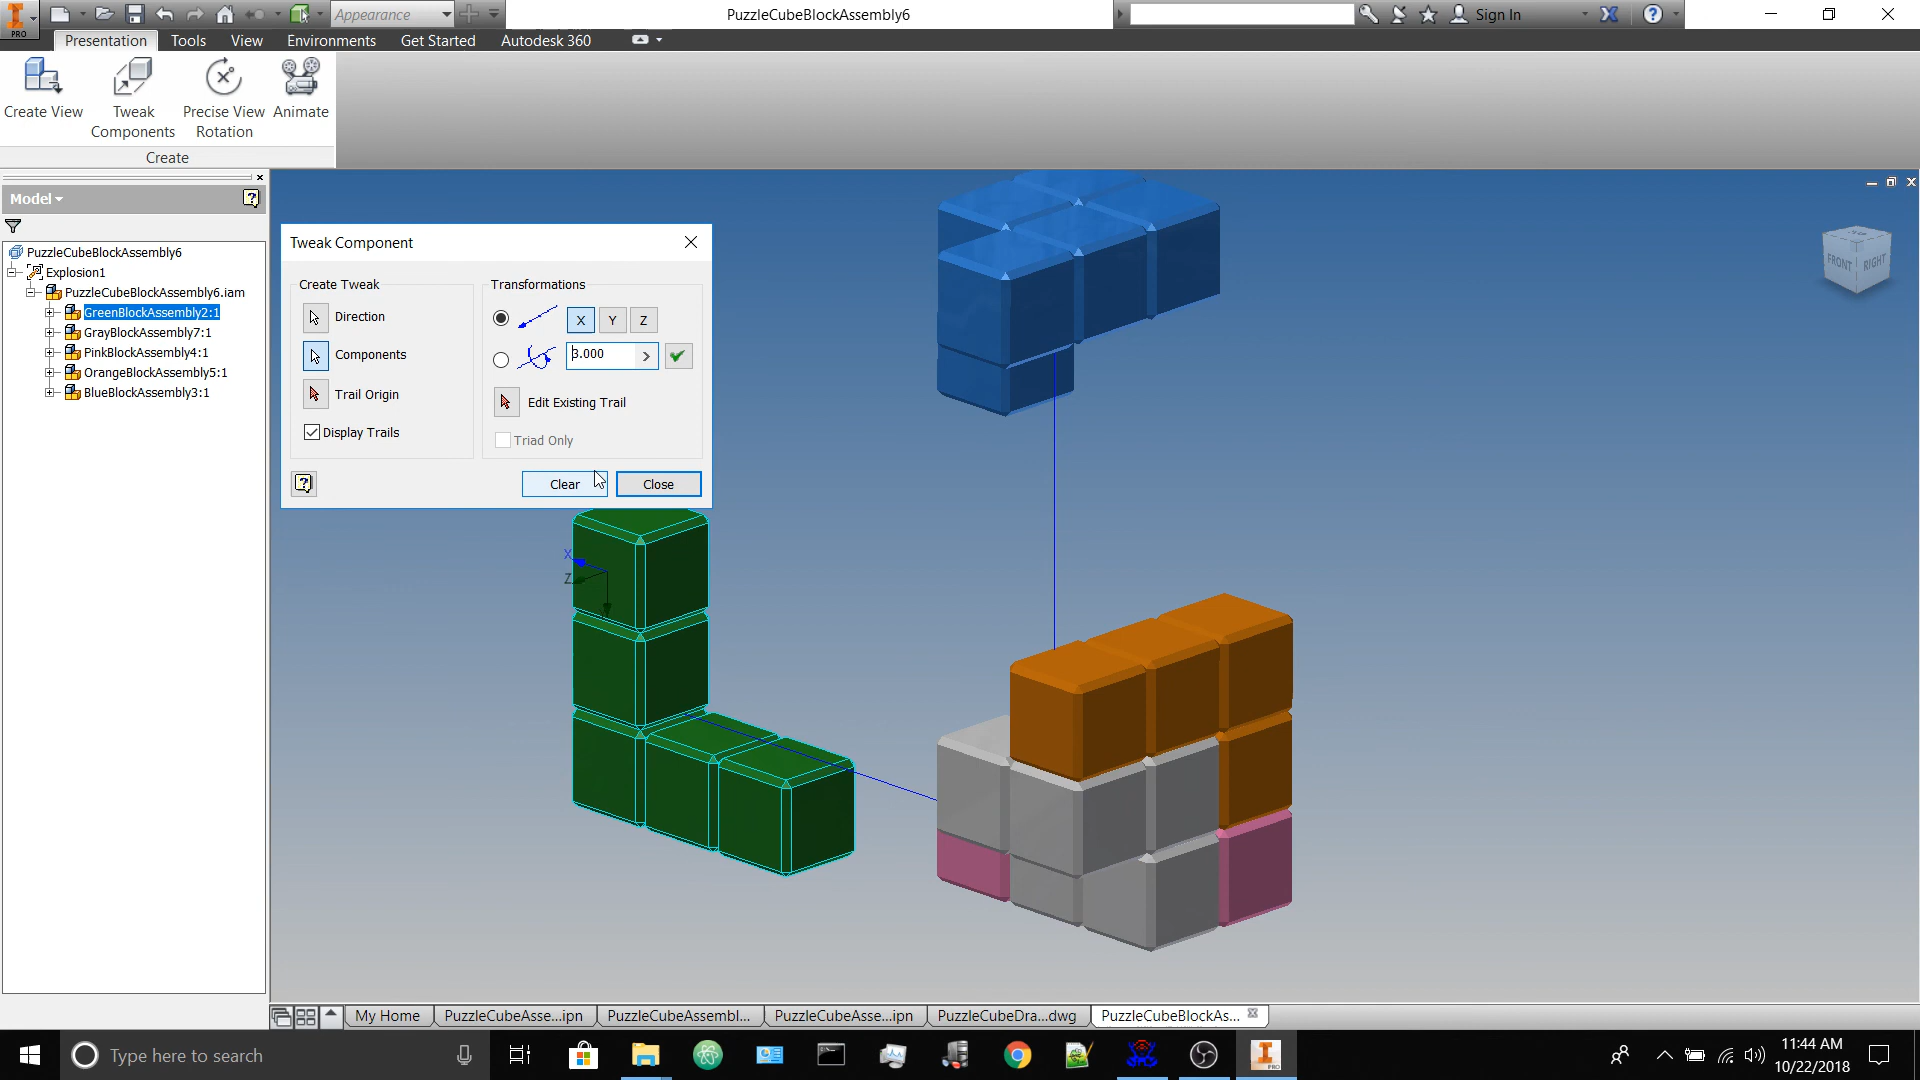 PRO
Appearance
PuzzleCubeBlockAssembly6
Sign In
Presentation
Tools
View
Environments
Get Started
Autodesk 360
Create View
Tweak
Components
Precise View
Rotation
Animate
Create
Model
PuzzleCubeBlockAssembly6
Explosion1
PuzzleCubeBlockAssembly6.iam
GreenBlockAssembly2:1
GrayBlockAssembly7:1
PinkBlockAssembly4:1
OrangeBlockAssembly5:1
BlueBlockAssembly3:1
Tweak Component
Create Tweak
Direction
Components
Trail Origin
Display Trails
Transformations
X
Y
Z
3.000
Edit Existing Trail
Triad Only
Clear
Close
X
Z
FRONT
RIGHT
My Home
PuzzleCubeAsse...ipn
PuzzleCubeAssembl...
PuzzleCubeAsse...ipn
PuzzleCubeDra...dwg
PuzzleCubeBlockAs...
Type here to search
PRO
11:44 AM
10/22/2018